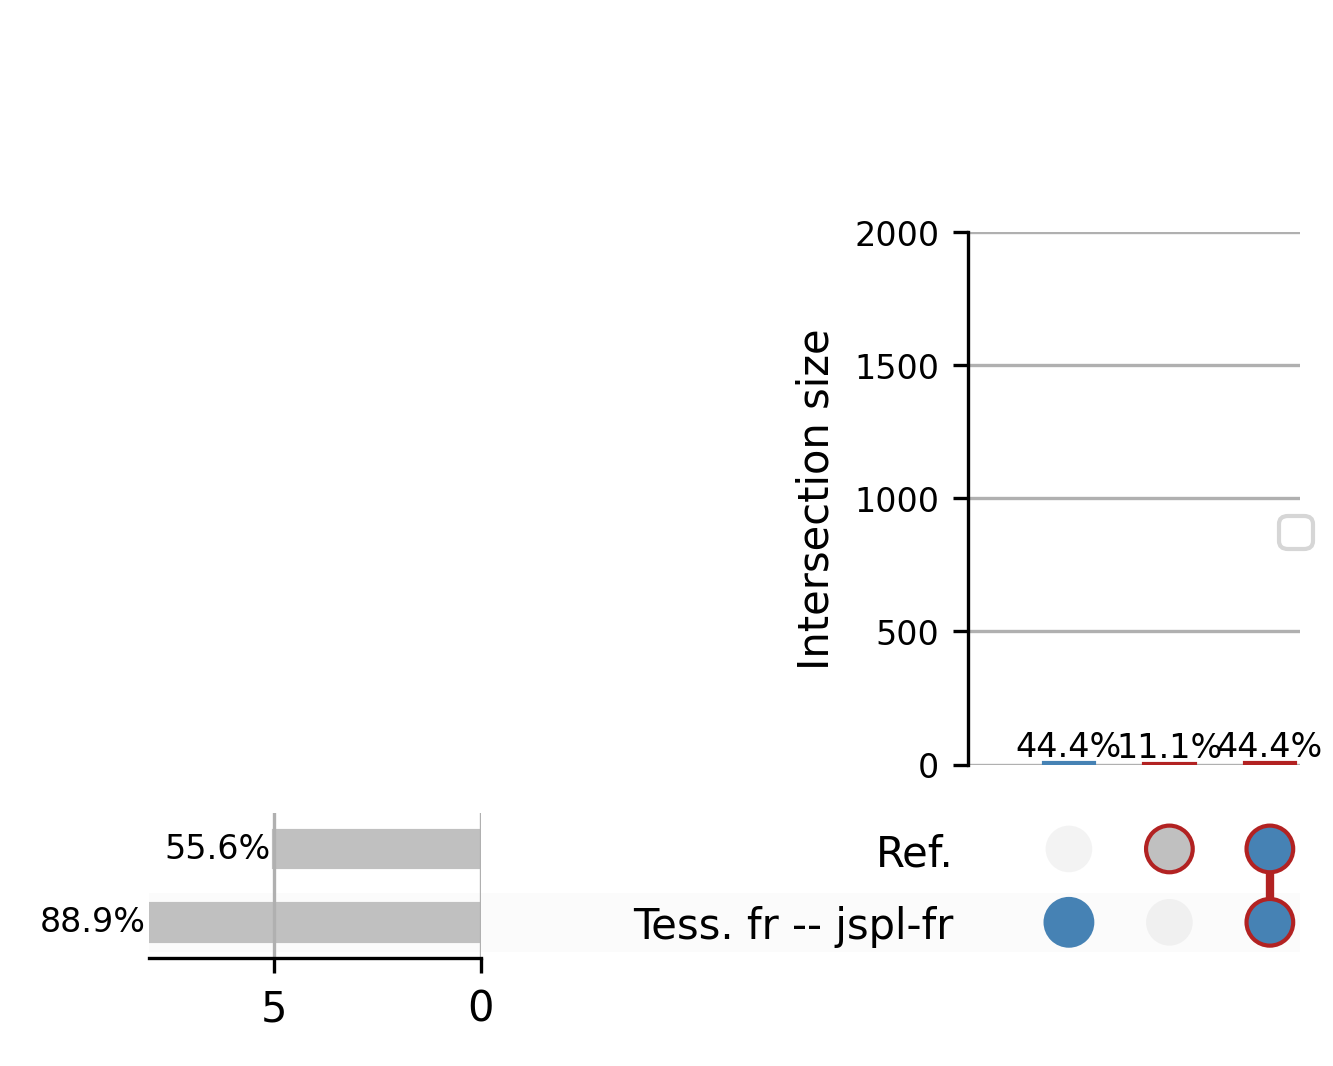 2000
1500
1000
500
0
Intersection size
44.4% 11.1% 44.4%
55.6%
88.9%
Ref.
Tess. fr -- jspl-fr
5 0